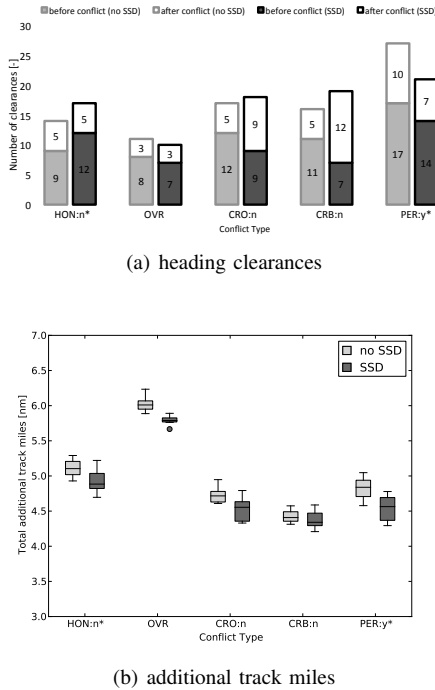 before conflict (no SSD) after conflict (no SSD) before conflict (SSD) after conflict (SSD)
Number of clearances [-]
30
25
20
15
10
5
0
5 5 3 3 5 9 5 12 10 7
9 12 8 7 12 9 11 7 17 14
HON:n* OVR CRO:n CRB:n PER:y*
Conflict Type
(a) heading clearances
no SSD
SSD
Total additional track miles [nm]
7.0
6.5
6.0
5.5
5.0
4.5
4.0
3.5
3.0
HON:n* OVR CRO:n CRB:n PER:y*
Conflict Type
(b) additional track miles